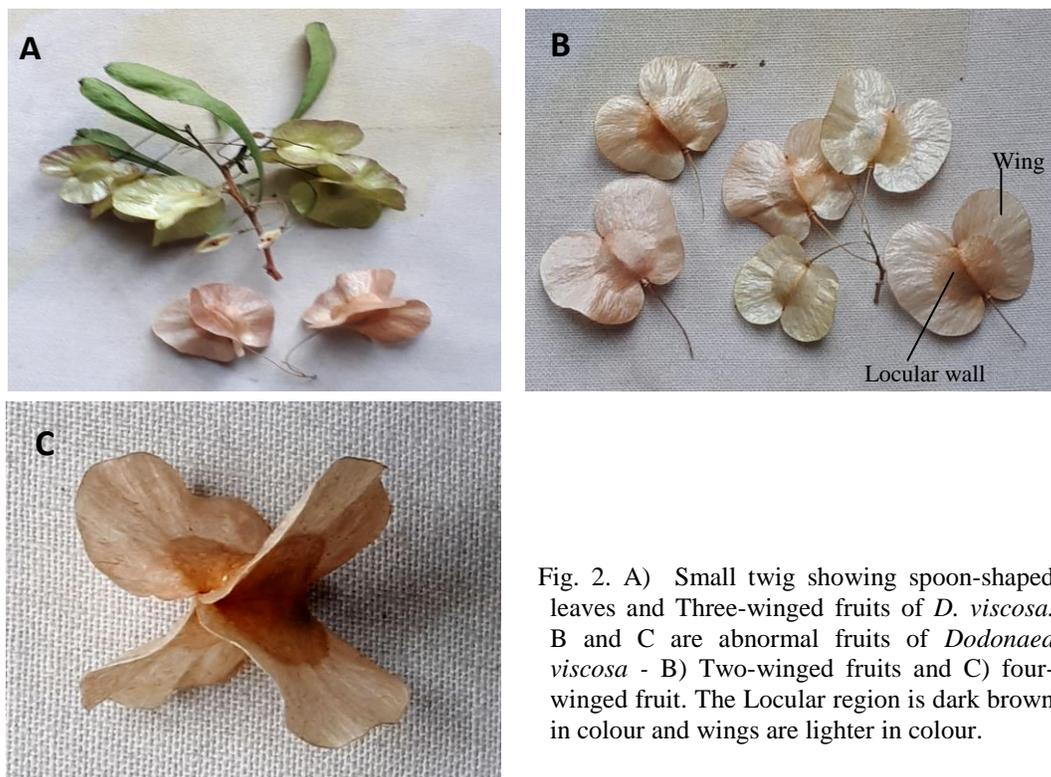 A
B
Wing
Locular wall
C
Fig. 2. A) Small twig showing spoon-shaped
leaves and Three-winged fruits of D. viscosa.
B and C are abnormal fruits of Dodonaea
viscosa - B) Two-winged fruits and C) four-
winged fruit. The Locular region is dark brown
in colour and wings are lighter in colour.